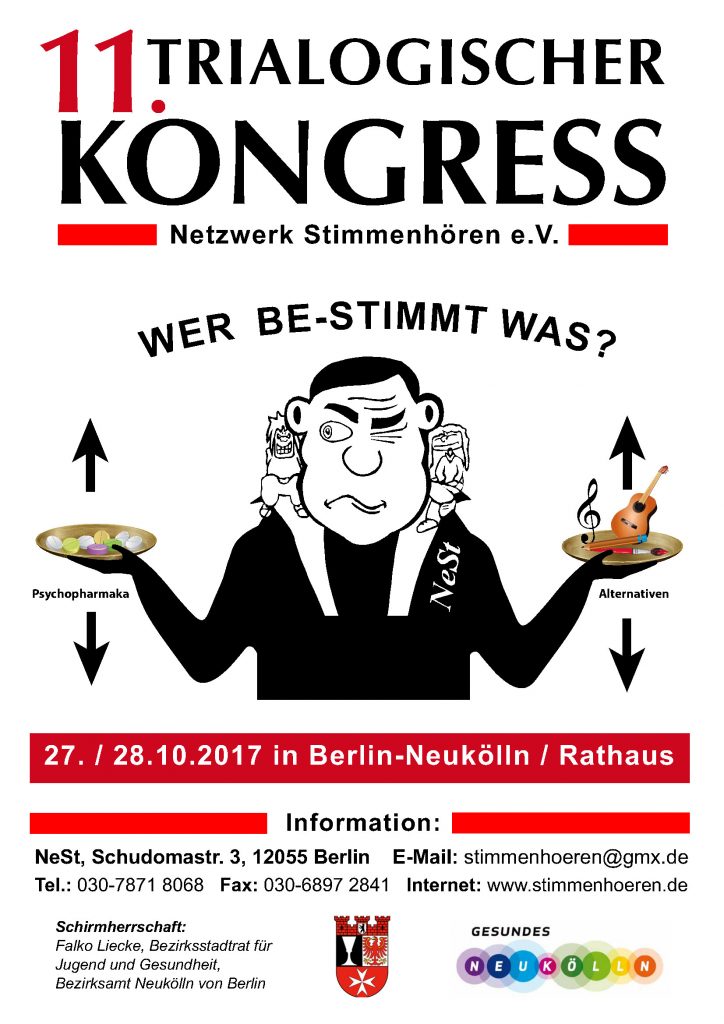 11. TRIALOGISCHER
KONGRESS
Netzwerk Stimmenhören e.V.
WER BE-STIMMT WAS?
NeSt
Psychopharmaka
Alternativen
27. / 28.10.2017 in Berlin-Neukölln / Rathaus
Information:
NeSt, Schudomastr. 3, 12055 Berlin E-Mail: stimmenhoeren@gmx.de
Tel.: 030-7871 8068 Fax: 030-6897 2841 Internet: www.stimmenhoeren.de
Schirmherrschaft:
Falko Liecke, Bezirksstadtrat für
Jugend und Gesundheit,
Bezirksamt Neukölln von Berlin
GESUNDES
NEUKÖLLN